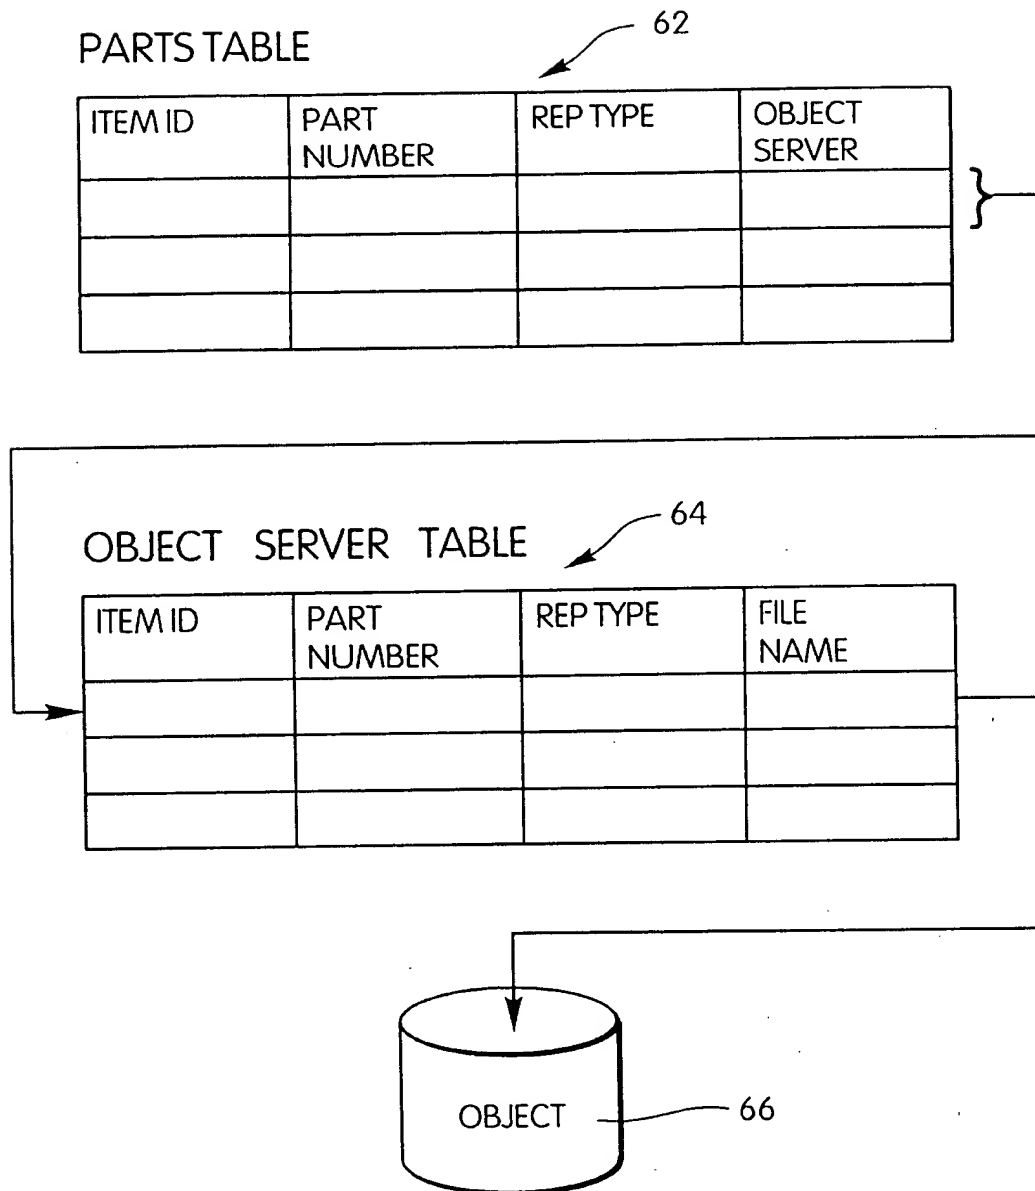 62
PARTS TABLE
ITEM ID PART NUMBER REP TYPE OBJECT SERVER
64
OBJECT SERVER TABLE
ITEM ID PART NUMBER REP TYPE FILE NAME
OBJECT
66